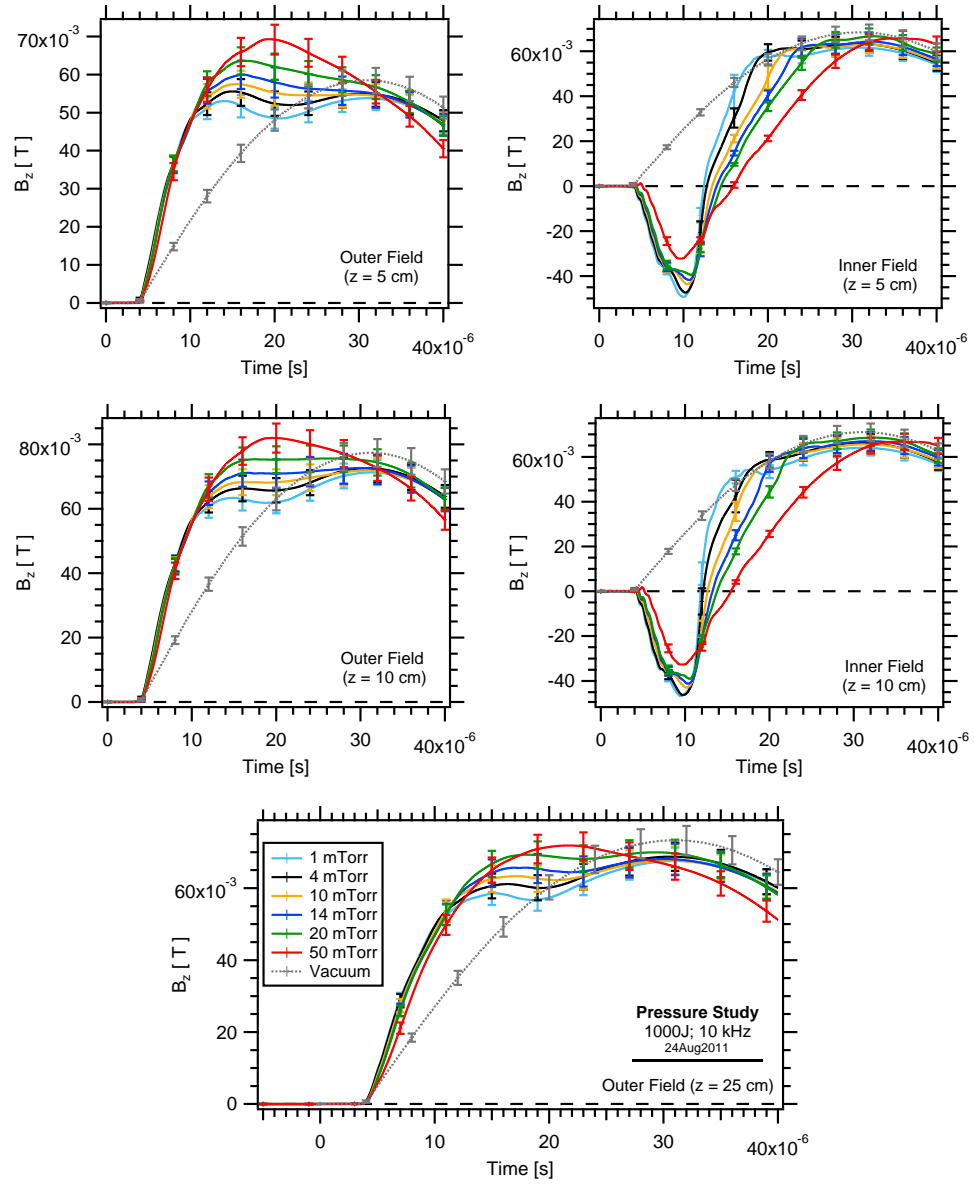 70x10⁻³
60
50
40
30
20
10
0
B_z [ T]
Outer Field
(z = 5 cm)
0
10
20
30
40x10⁻⁶
Time [s]
60x10⁻³
40
20
0
-20
-40
B_z [ T]
Inner Field
(z = 5 cm)
0
10
20
30
40x10⁻⁶
Time [s]
80x10⁻³
60
40
20
0
B_z [ T]
Outer Field
(z = 10 cm)
0
10
20
30
40x10⁻⁶
Time [s]
60x10⁻³
40
20
0
-20
-40
B_z [ T]
Inner Field
(z = 10 cm)
0
10
20
30
40x10⁻⁶
Time [s]
60x10⁻³
40
20
0
B_z [ T]
1 mTorr
4 mTorr
10 mTorr
14 mTorr
20 mTorr
50 mTorr
Vacuum
Pressure Study
1000J; 10 kHz
24Aug2011
Outer Field (z = 25 cm)
0
10
20
30
40x10⁻⁶
Time [s]